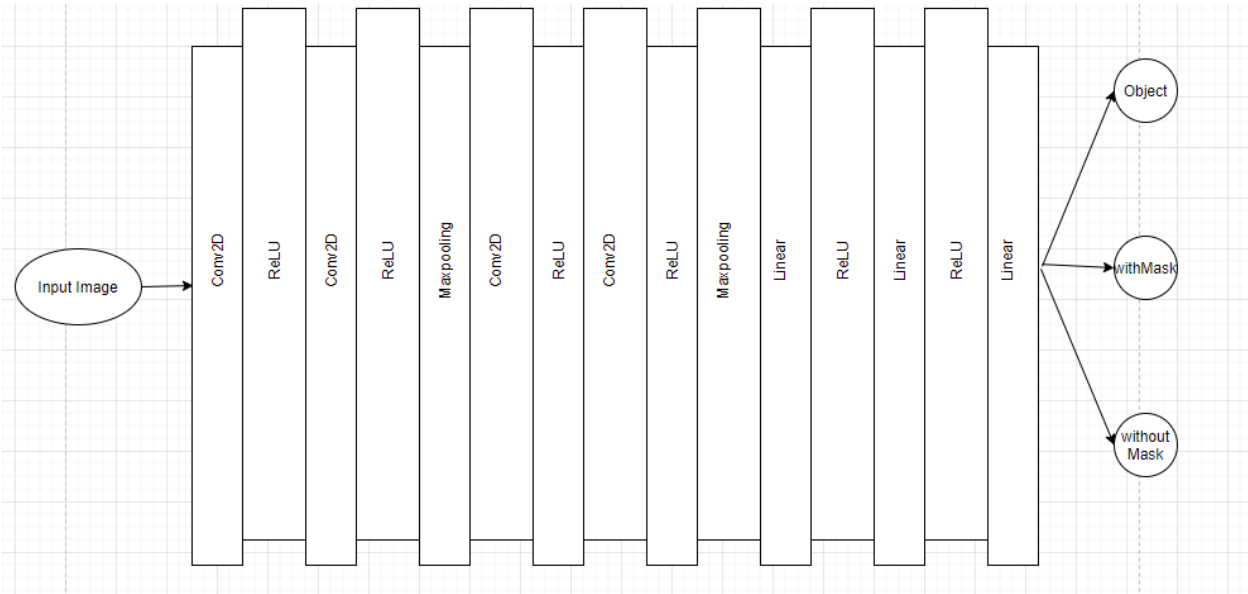 Input Image
Conv2D
ReLU
Conv2D
ReLU
Maxpooling
Conv2D
ReLU
Conv2D
ReLU
Maxpooling
Linear
ReLU
Linear
ReLU
Linear
Object
withMask
without
Mask